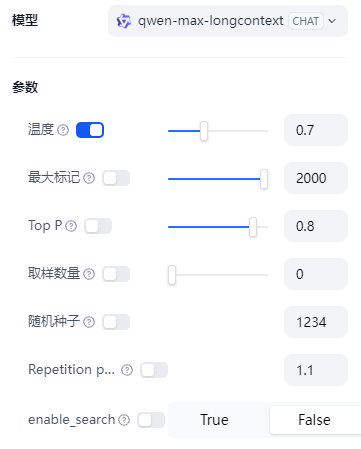 模型 qwen-max-longcontext CHAT
参数
温度 0.7
最大标记 2000
Top P 0.8
取样数量 0
随机种子 1234
Repetition p... 1.1
enable_search True False